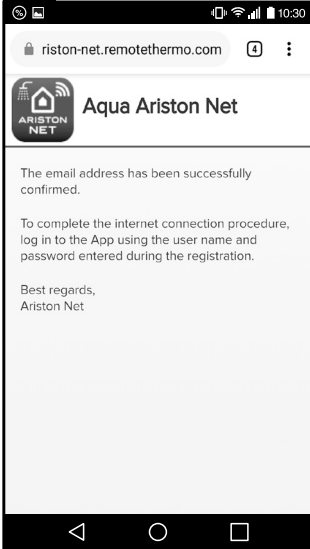 10:30
riston-net.remotethermo.com
4
ARISTON
NET
Aqua Ariston Net
The email address has been successfully
confirmed.
To complete the internet connection procedure,
log in to the App using the user name and
password entered during the registration.
Best regards,
Ariston Net